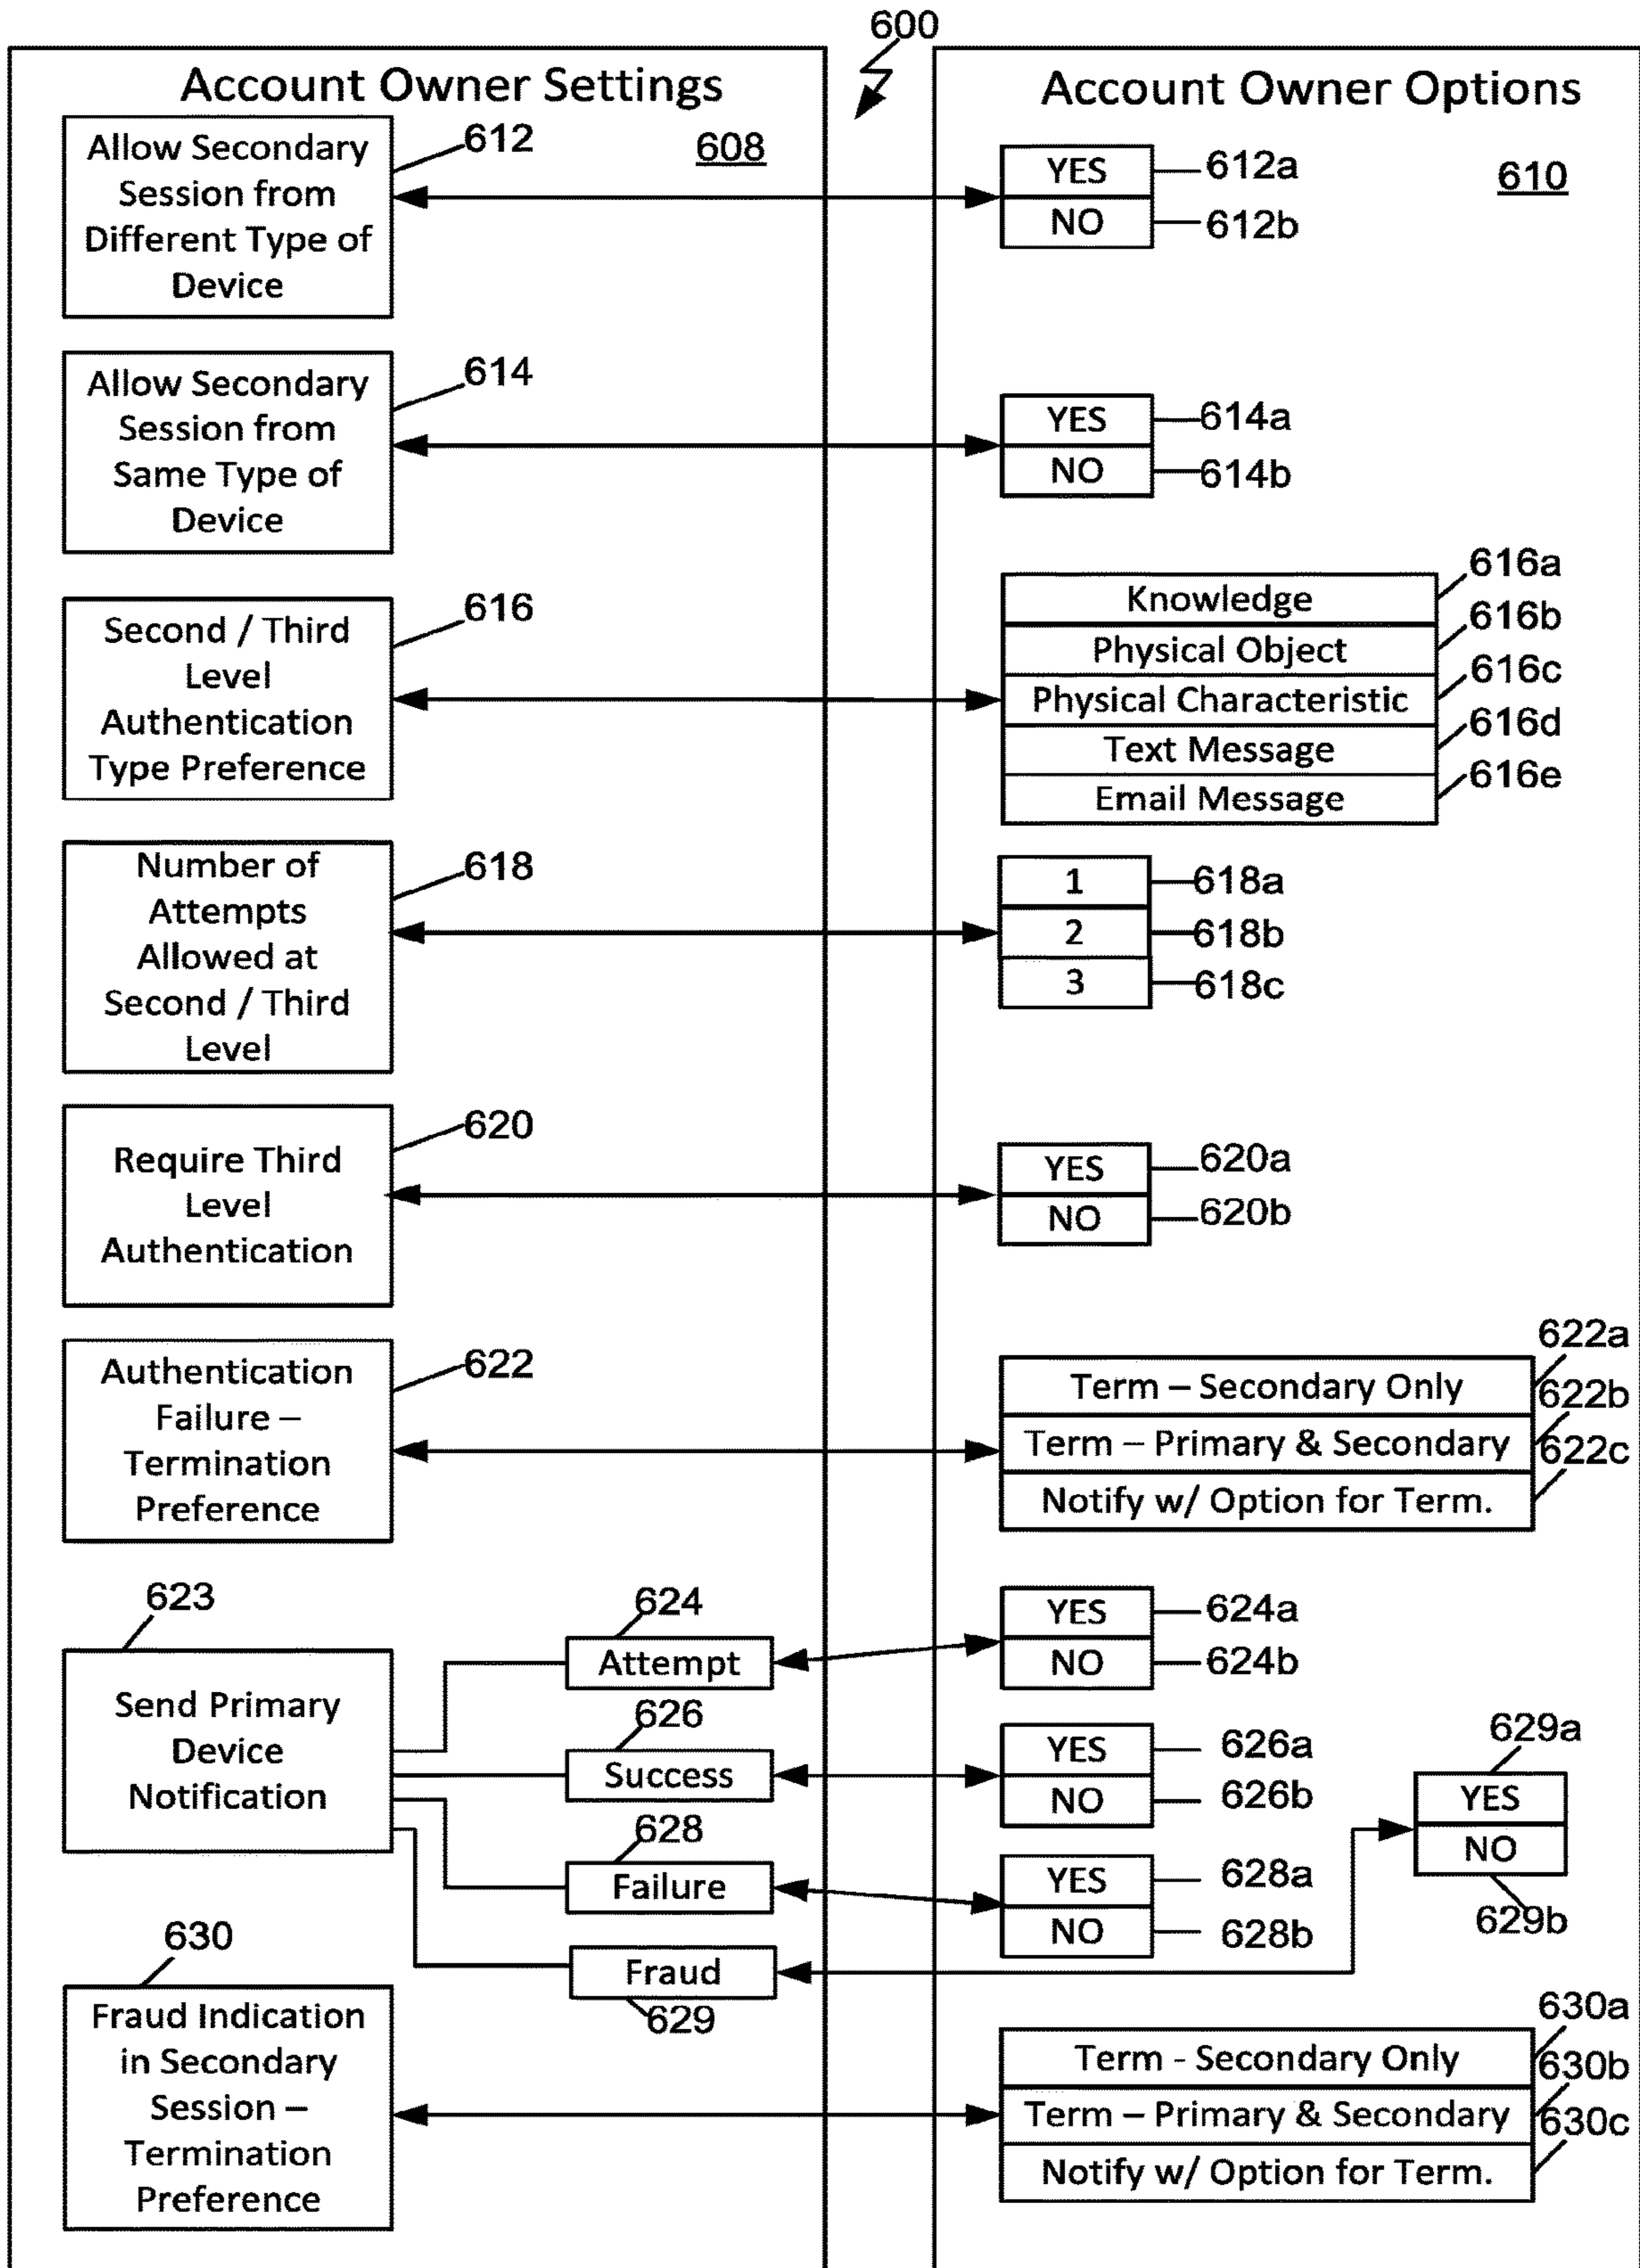 600
Account Owner Settings
608
Allow Secondary
Session from
Different Type of
Device
612
Allow Secondary
Session from
Same Type of
Device
614
Second / Third
Level
Authentication
Type Preference
616
Number of
Attempts
Allowed at
Second / Third
Level
618
Require Third
Level
Authentication
620
Authentication
Failure –
Termination
Preference
622
623
Send Primary
Device
Notification
624
Attempt
626
Success
628
Failure
Fraud
629
630
Fraud Indication
in Secondary
Session –
Termination
Preference
Account Owner Options
610
YES 612a
NO 612b
YES 614a
NO 614b
Knowledge 616a
Physical Object 616b
Physical Characteristic 616c
Text Message 616d
Email Message 616e
1 618a
2 618b
3 618c
YES 620a
NO 620b
Term – Secondary Only 622a
Term – Primary & Secondary 622b
Notify w/ Option for Term. 622c
YES 624a
NO 624b
YES 626a
NO 626b
YES 628a
NO 628b
629a
YES
NO
629b
Term - Secondary Only 630a
Term – Primary & Secondary 630b
Notify w/ Option for Term. 630c